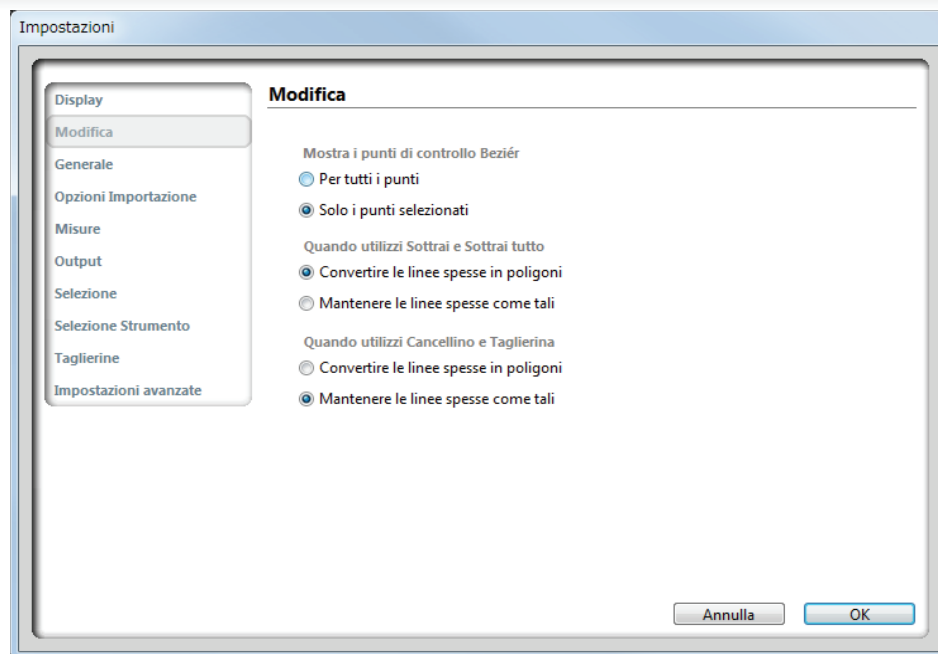 Impostazioni
Display
Modifica
Generale
Opzioni Importazione
Misure
Output
Selezione
Selezione Strumento
Taglierine
Impostazioni avanzate
Modifica
Mostra i punti di controllo Beziér
Per tutti i punti
Solo i punti selezionati
Quando utilizzi Sottrai e Sottrai tutto
Convertire le linee spesse in poligoni
Mantenere le linee spesse come tali
Quando utilizzi Cancellino e Taglierina
Convertire le linee spesse in poligoni
Mantenere le linee spesse come tali
Annulla
OK